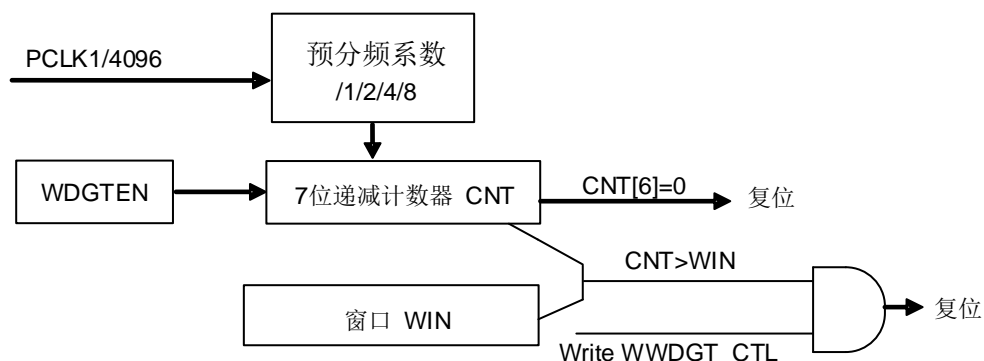 PCLK1/4096
预分频系数
/1/2/4/8
WDGTEN
7位递减计数器 CNT
CNT[6]=0
复位
CNT>WIN
窗口 WIN
复位
Write WWDGT_CTL